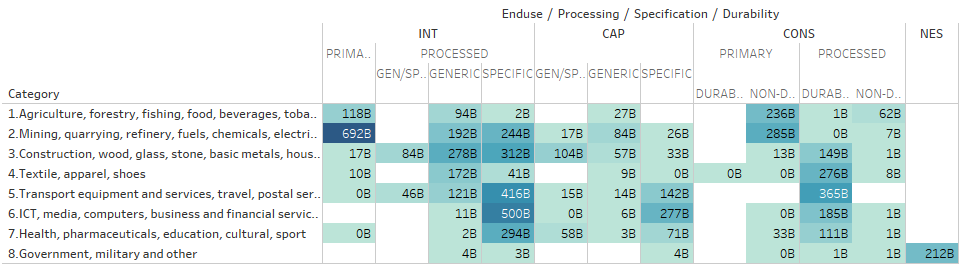 Enduse / Processing / Specification / Durability
INT CAP CONS NES
PRIMA.. PROCESSED PRIMARY PROCESSED
GEN/SP.. GENERIC SPECIFIC GEN/SP.. GENERIC SPECIFIC
Category DURAB.. NON-D.. DURAB.. NON-D..
1.Agriculture, forestry, fishing, food, beverages, toba.. 118B 94B 2B 27B 236B 1B 62B
2.Mining, quarrying, refinery, fuels, chemicals, electri.. 692B 192B 244B 17B 84B 26B 285B 0B 7B
3.Construction, wood, glass, stone, basic metals, hous.. 17B 84B 278B 312B 104B 57B 33B 13B 149B 1B
4.Textile, apparel, shoes 10B 172B 41B 9B 0B 0B 0B 276B 8B
5.Transport equipment and services, travel, postal ser.. 0B 46B 121B 416B 15B 14B 142B 365B
6.ICT, media, computers, business and financial servic.. 11B 500B 0B 6B 277B 0B 185B 1B
7.Health, pharmaceuticals, education, cultural, sport 0B 2B 294B 58B 3B 71B 33B 111B 1B
8.Government, military and other 4B 3B 4B 0B 1B 1B 212B